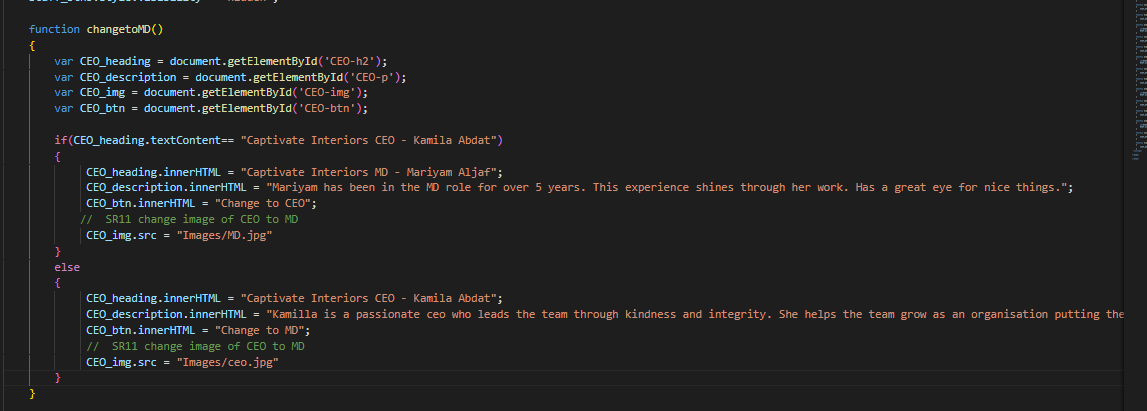 function changetoMD()
{
var CEO_heading = document.getElementById('CEO-h2');
var CEO_description = document.getElementById('CEO-p');
var CEO_img = document.getElementById('CEO-img');
var CEO_btn = document.getElementById('CEO-btn');
if(CEO_heading.textContent== "Captivate Interiors CEO - Kamila Abdat")
{
CEO_heading.innerHTML = "Captivate Interiors MD - Mariyam Aljaf";
CEO_description.innerHTML = "Mariyam has been in the MD role for over 5 years. This experience shines through her work. Has a great eye for nice things.";
CEO_btn.innerHTML = "Change to CEO";
//  SR11 change image of CEO to MD
CEO_img.src = "Images/MD.jpg"
}
else
{
CEO_heading.innerHTML = "Captivate Interiors CEO - Kamila Abdat";
CEO_description.innerHTML = "Kamilla is a passionate ceo who leads the team through kindness and integrity. She helps the team grow as an organisation putting the
CEO_btn.innerHTML = "Change to MD";
//  SR11 change image of CEO to MD
CEO_img.src = "Images/ceo.jpg"
}
}